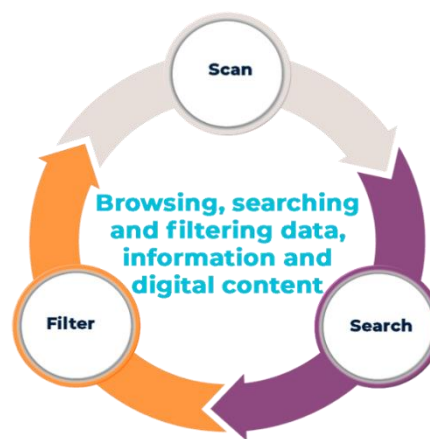 Scan
Browsing, searching
and filtering data,
information and
digital content
Filter
Search